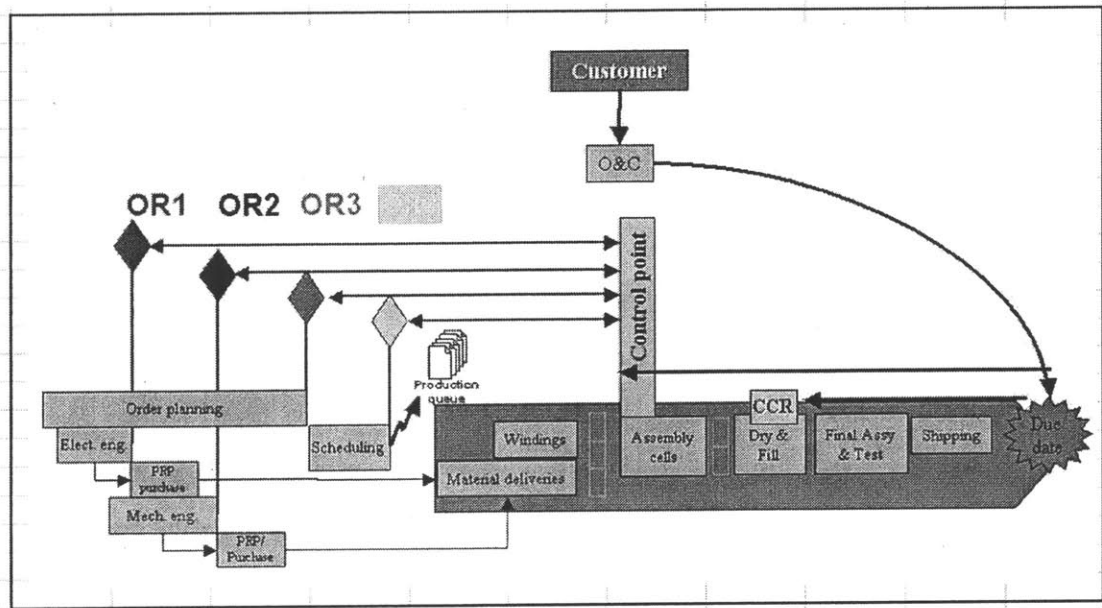 Customer
O&C
OR1 OR2 OR3
Control point
Production
queue
Order planning
CCR
Due
date
Elect. eng.
Scheduling
Windings
Assembly
cells
Dry &
Fill
Final Assy
& Test
Shipping
PRP
purchase
Material deliveries
Mech. eng.
PRP/
Purchase